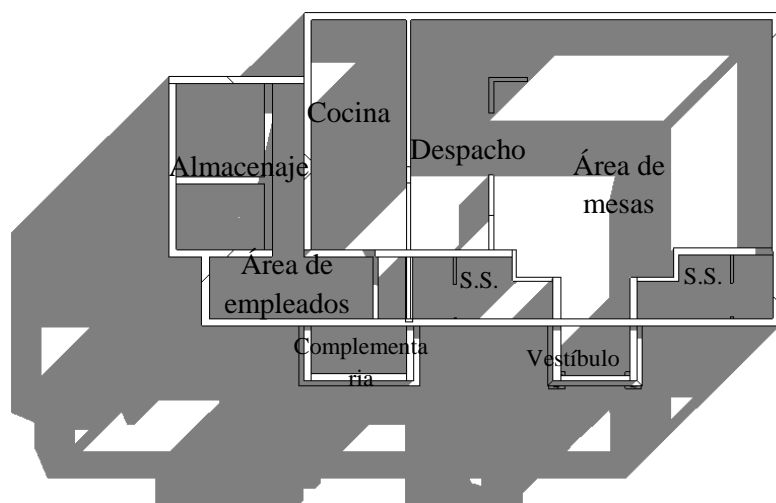 Cocina
Despacho
Almacenaje
Área de
mesas
Área de
empleados
S.S.
S.S.
Complementa
ria
Vestíbulo